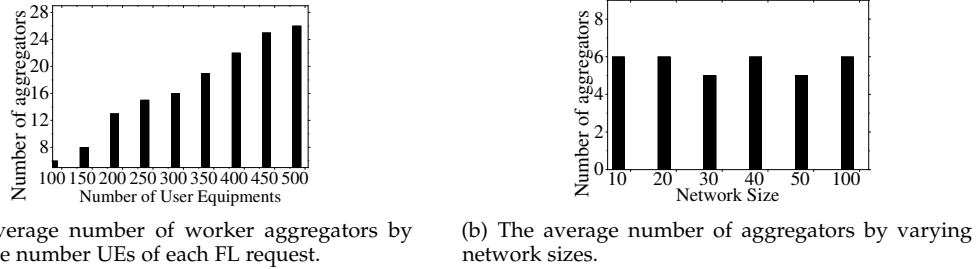 28
24
20
16
12
8
Number of aggregators
100 150 200 250 300 350 400 450 500
Number of User Equipments
8
6
4
2
0
Number of aggregators
10 20 30 40 50 100
Network Size
verage number of worker aggregators by
e number UEs of each FL request.
(b) The average number of aggregators by varying
network sizes.